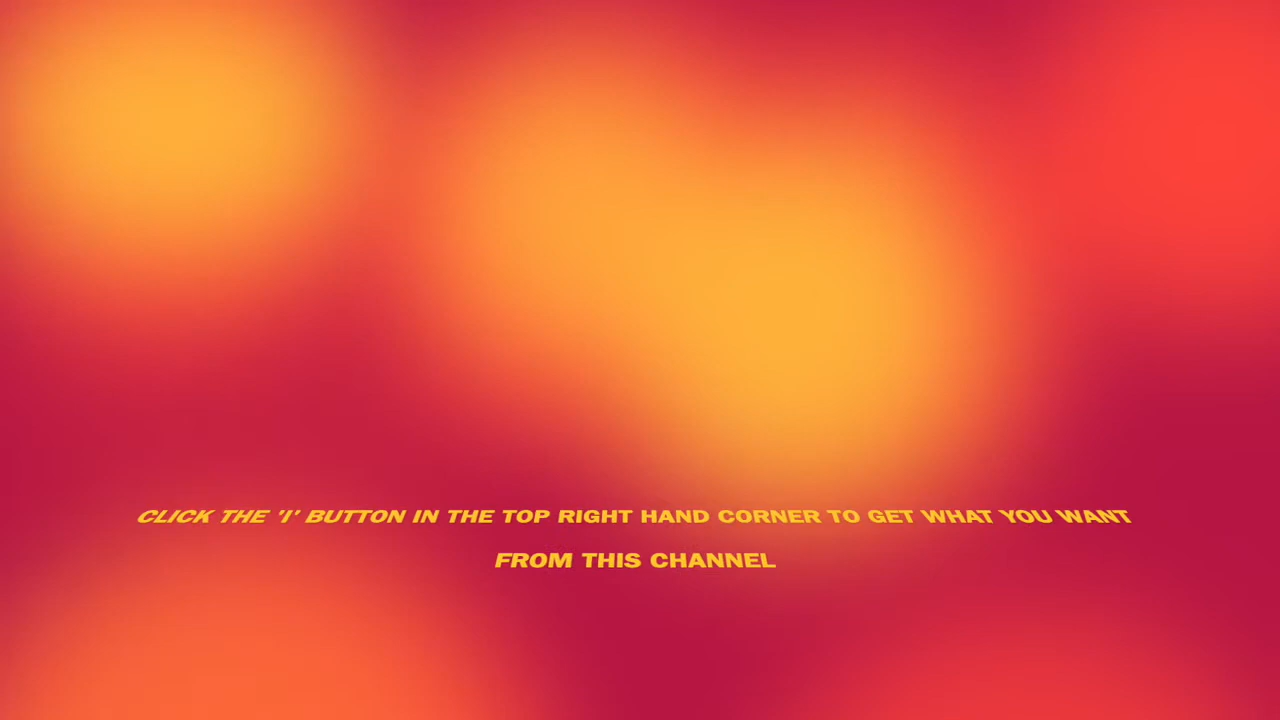 CLICK THE 'I' BUTTON IN THE TOP RIGHT HAND CORNER TO GET WHAT YOU WANT
FROM THIS CHANNEL